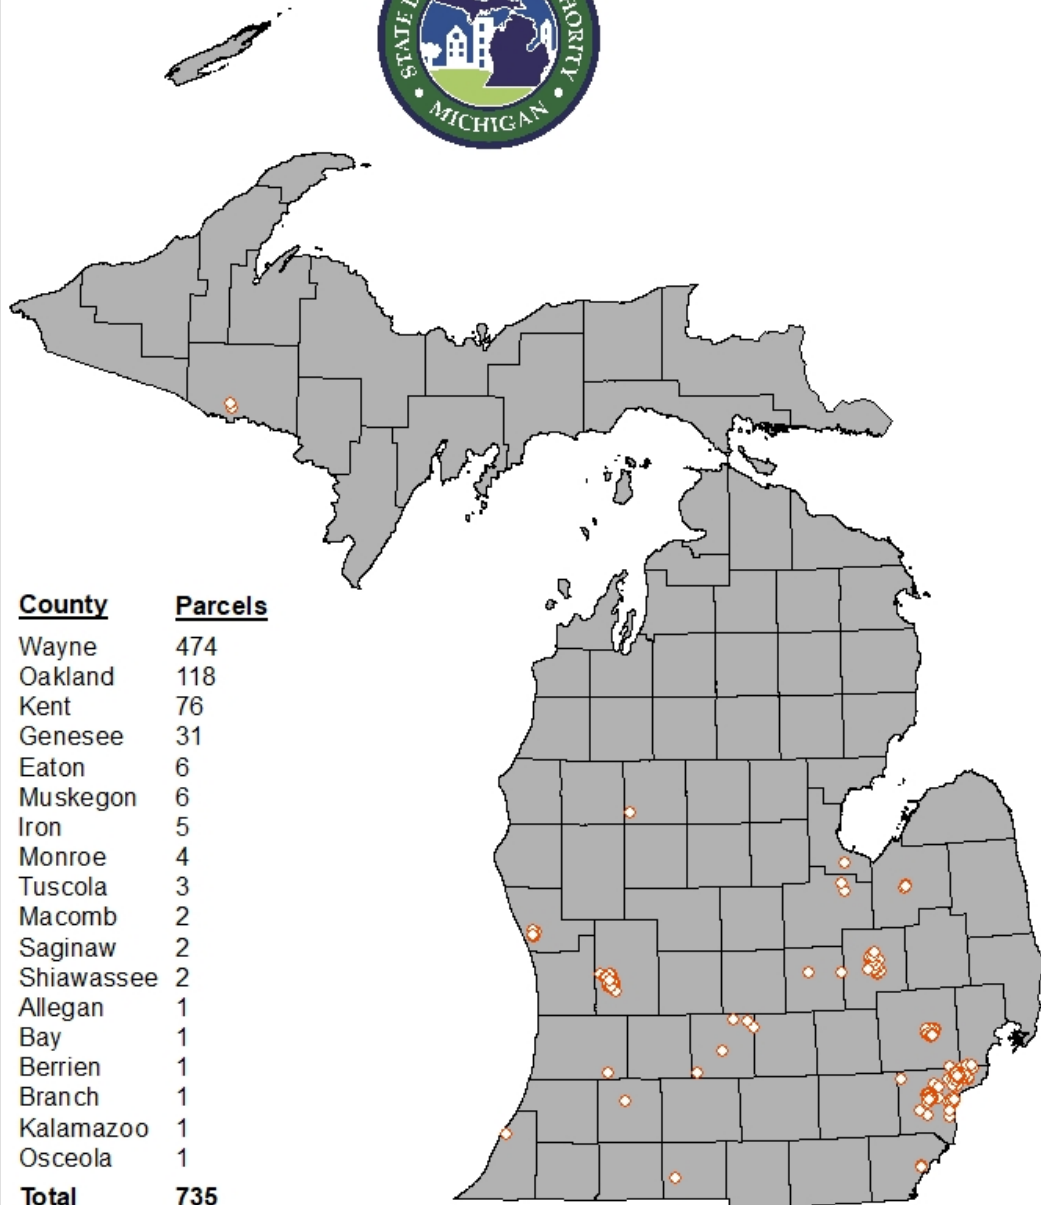 MICHIGAN
County Parcels
Wayne 474
Oakland 118
Kent 76
Genesee 31
Eaton 6
Muskegon 6
Iron 5
Monroe 4
Tuscola 3
Macomb 2
Saginaw 2
Shiawassee 2
Allegan 1
Bay 1
Berrien 1
Branch 1
Kalamazoo 1
Osceola 1
Total 735